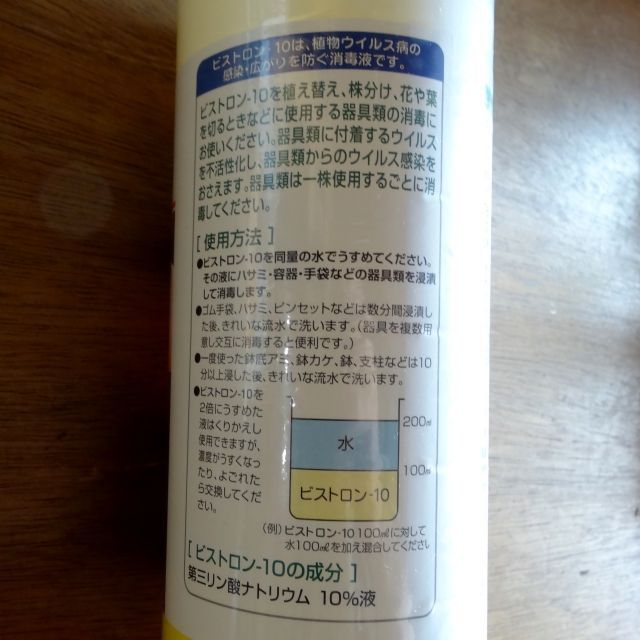 ビストロン-10は、植物ウイルス病の
感染・広がりを防ぐ消毒液です。
ビストロン-10を植え替え、株分け、花や葉
を切るときなどに使用する器具類の消毒に
お使いください。器具類に付着するウイルス
を不活性化し、器具類からのウイルス感染を
おさえます。器具類は一株使用するごとに消
毒してください。
[使用方法]
●ビストロン-10を同量の水でうすめてください。
その液にハサミ・容器・手袋などの器具類を浸漬
して消毒します。
●ゴム手袋、ハサミ、ピンセットなどは数分間浸漬し
た後、きれいな流水で洗います。(器具を複数用
意し交互に消毒すると便利です。)
●一度使った鉢底アミ、鉢カケ、鉢、支柱などは10
分以上浸した後、きれいな流水で洗います。
●ビストロン-10を
2倍にうすめた
液はくりかえし
使用できますが、
濃度がうすくなっ
たり、よごれた
ら交換してくだ
さい。
200㎖
水
100㎖
ビストロン-10
(例)ビストロン-10 100㎖に対して
水100㎖を加え混合してください
[ビストロン-10の成分]
第三リン酸ナトリウム 10%液